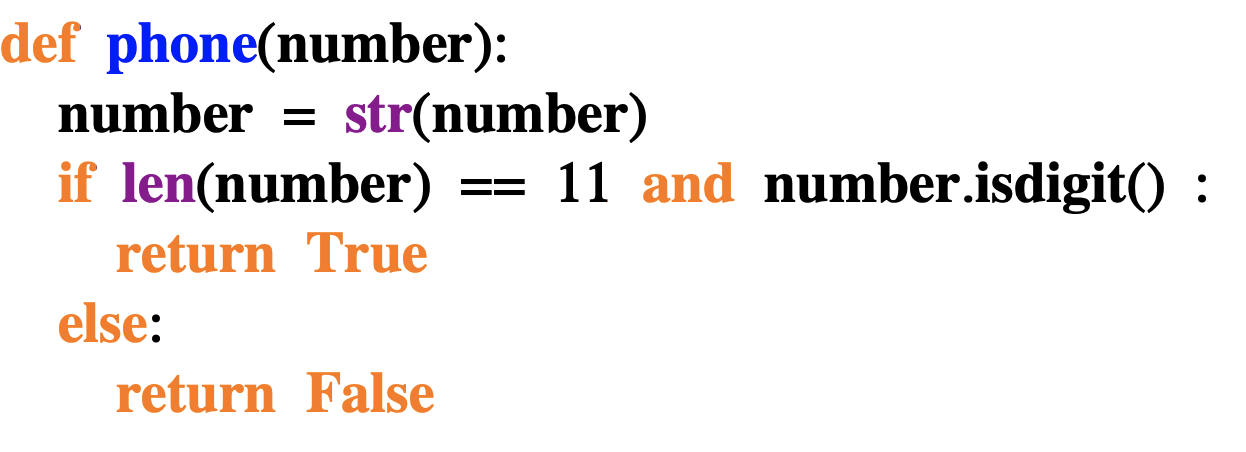 def phone(number):
  number = str(number)
  if len(number) == 11 and number.isdigit() :
    return True
  else:
    return False